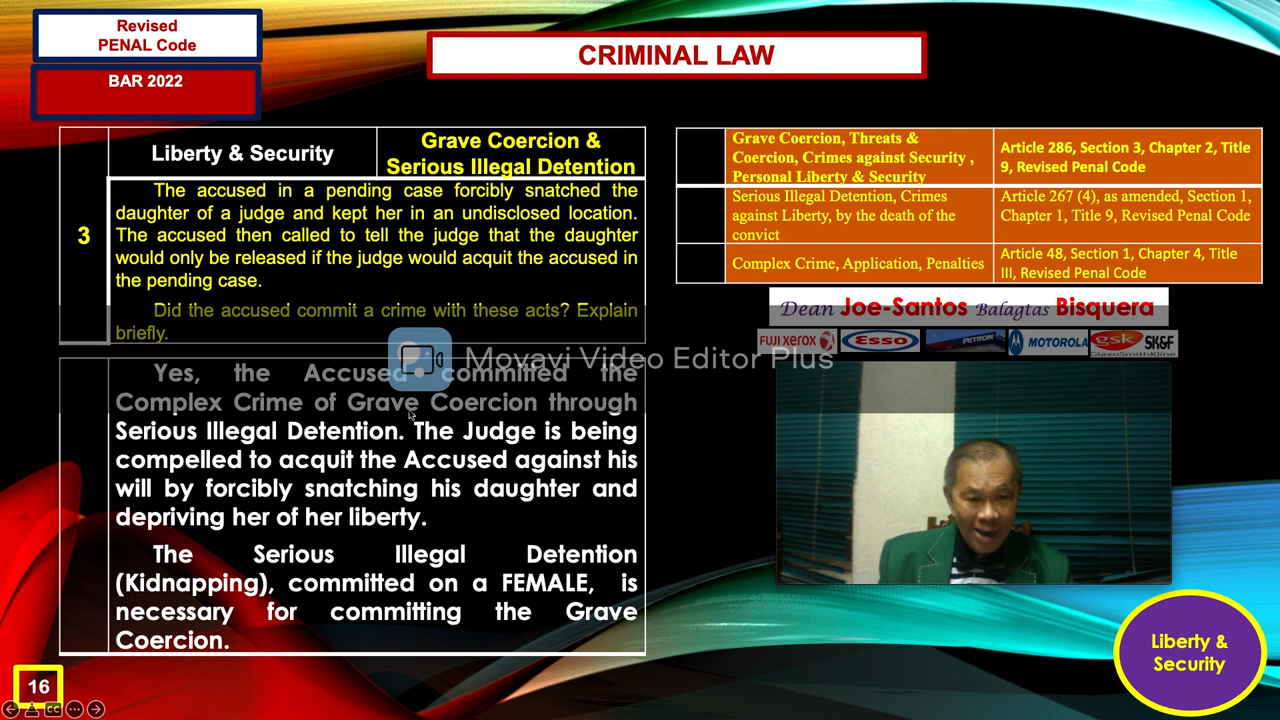 Revised
PENAL Code
BAR 2022
CRIMINAL LAW
Liberty & Security
Grave Coercion &
Serious Illegal Detention
3
The accused in a pending case forcibly snatched the
daughter of a judge and kept her in an undisclosed location.
The accused then called to tell the judge that the daughter
would only be released if the judge would acquit the accused in
the pending case.
Did the accused commit a crime with these acts? Explain
briefly.
Yes, the Accused committed the
Complex Crime of Grave Coercion through
Serious Illegal Detention. The Judge is being
compelled to acquit the Accused against his
will by forcibly snatching his daughter and
depriving her of her liberty.
The Serious Illegal Detention
(Kidnapping), committed on a FEMALE, is
necessary for committing the Grave
Coercion.
Grave Coercion, Threats &
Coercion, Crimes against Security ,
Personal Liberty & Security
Article 286, Section 3, Chapter 2, Title
9, Revised Penal Code
Serious Illegal Detention, Crimes
against Liberty, by the death of the
convict
Article 267 (4), as amended, Section 1,
Chapter 1, Title 9, Revised Penal Code
Complex Crime, Application, Penalties
Article 48, Section 1, Chapter 4, Title
III, Revised Penal Code
Dean Joe-Santos Balagtas Bisquera
FUJI XEROX
Esso
PETRON
MOTOROLA
gsk
GlaxoSmithKline
SK&F
Movavi Video Editor Plus
Liberty &
Security
16
CC